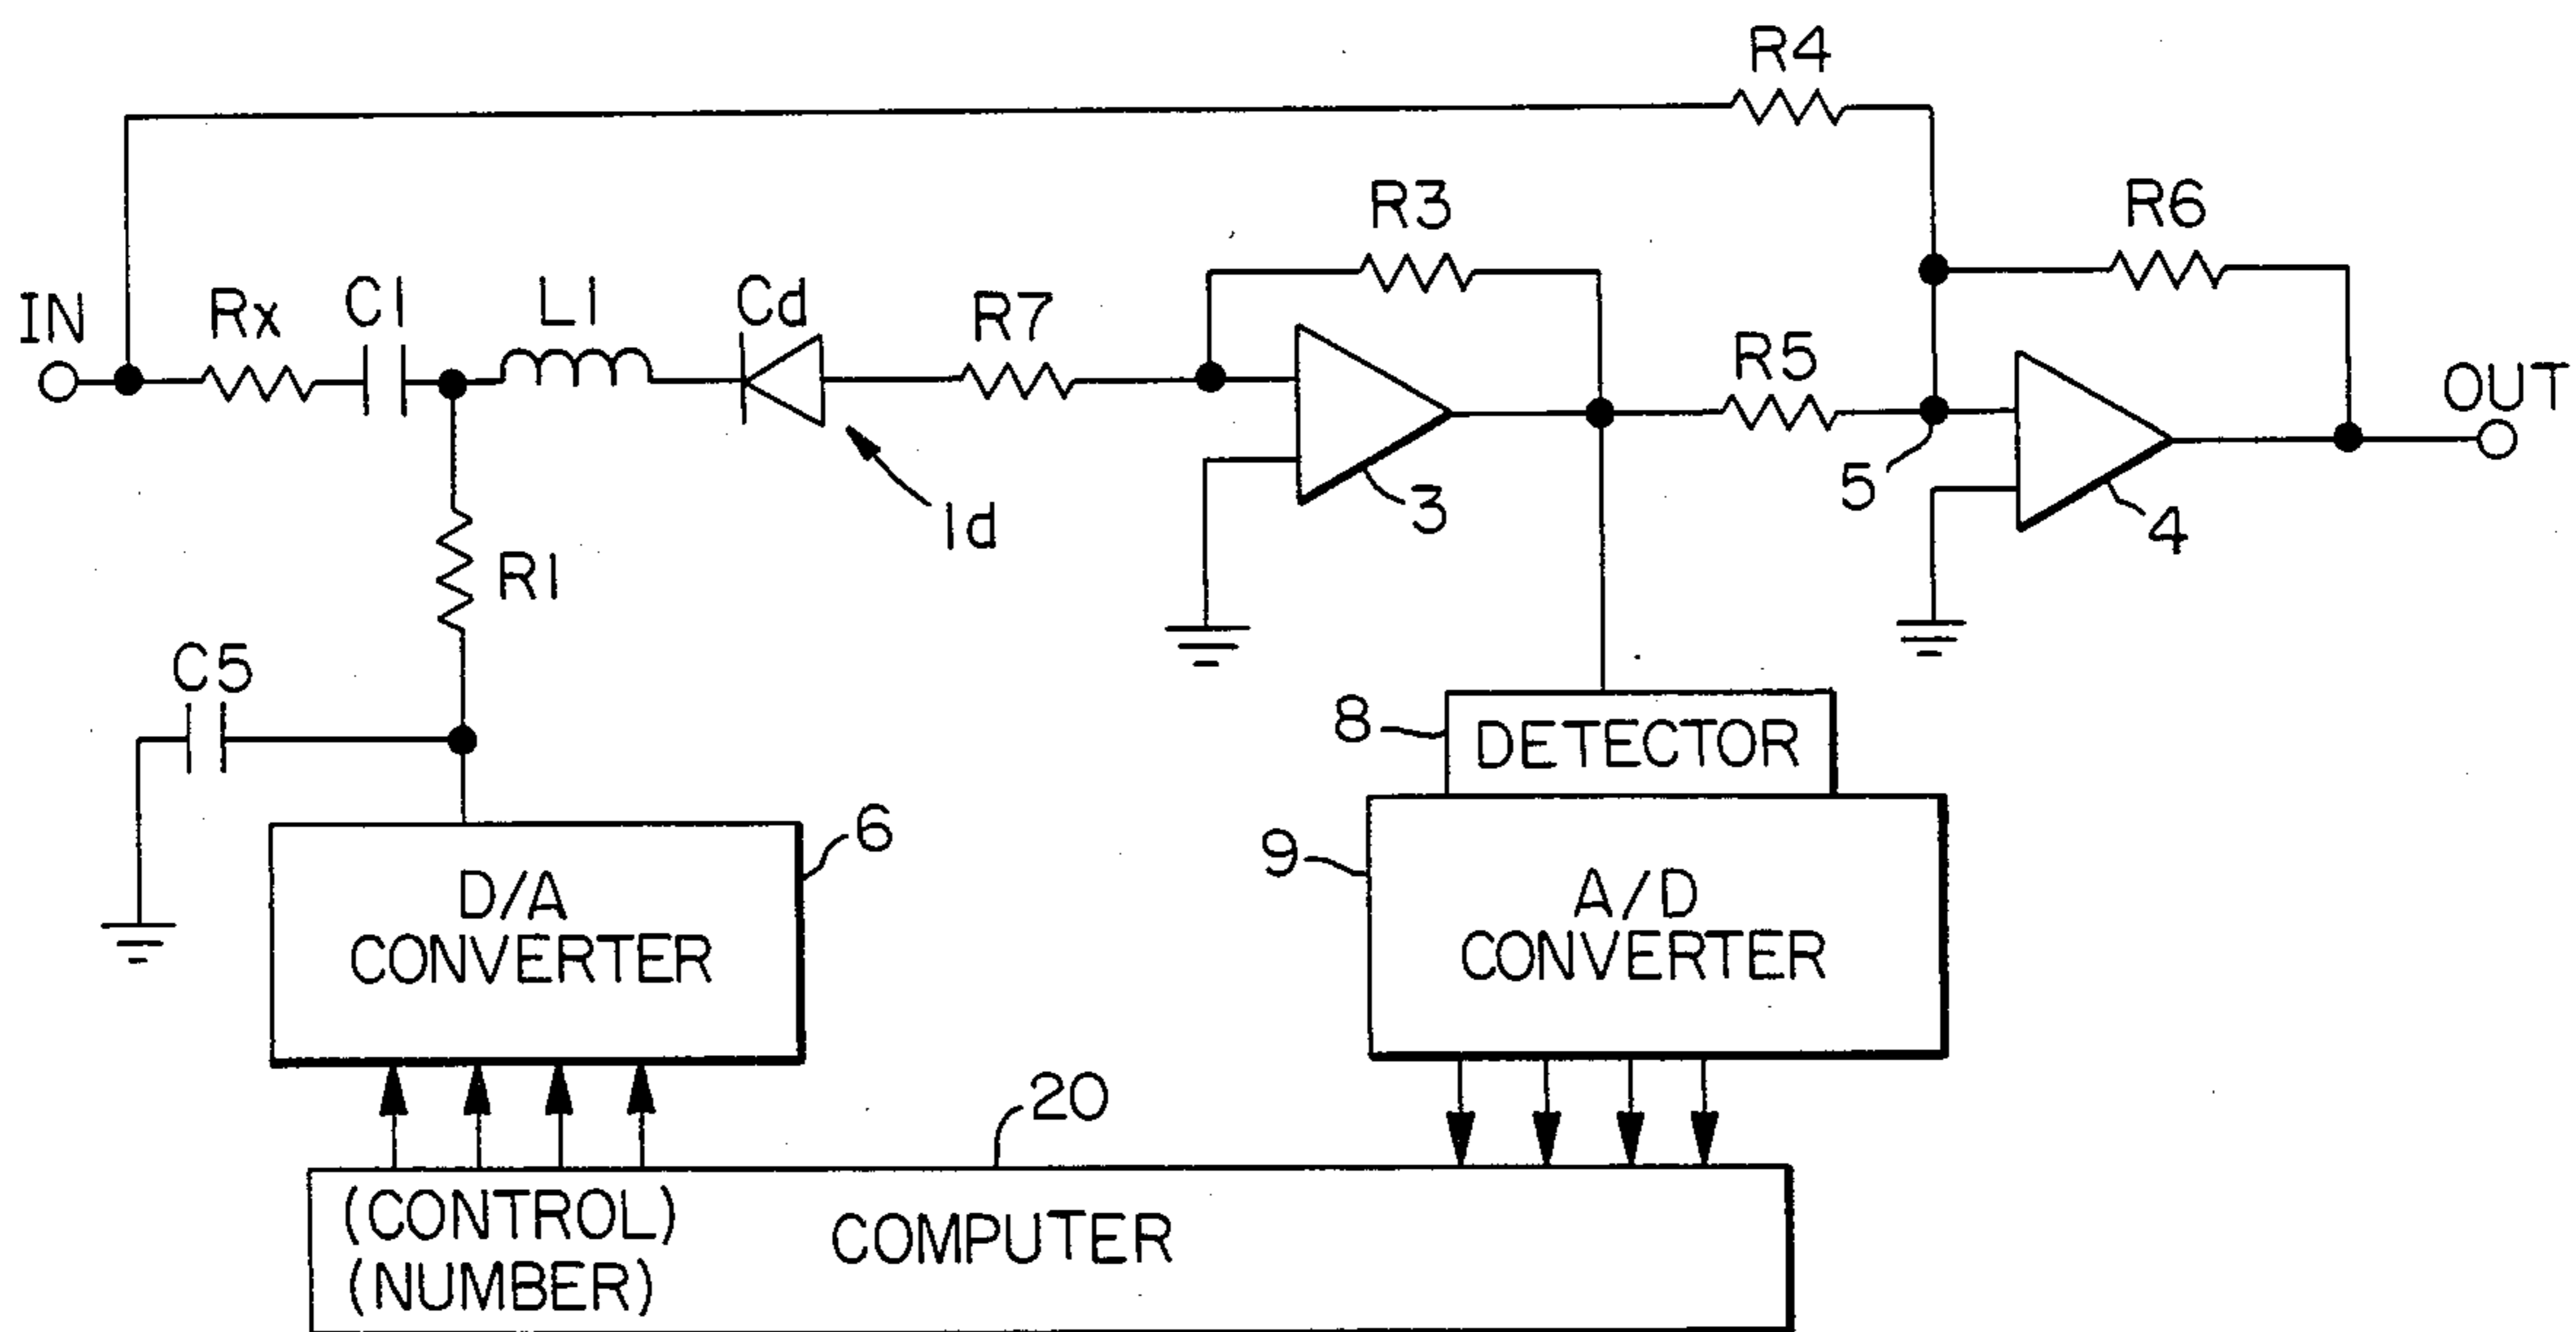 R4
R3
R6
IN
Rx
C1
L1
Cd
R7
R5
OUT
5
3
4
1d
R1
C5
8
DETECTOR
6
9
D/A
CONVERTER
A/D
CONVERTER
20
(CONTROL)
(NUMBER)
COMPUTER